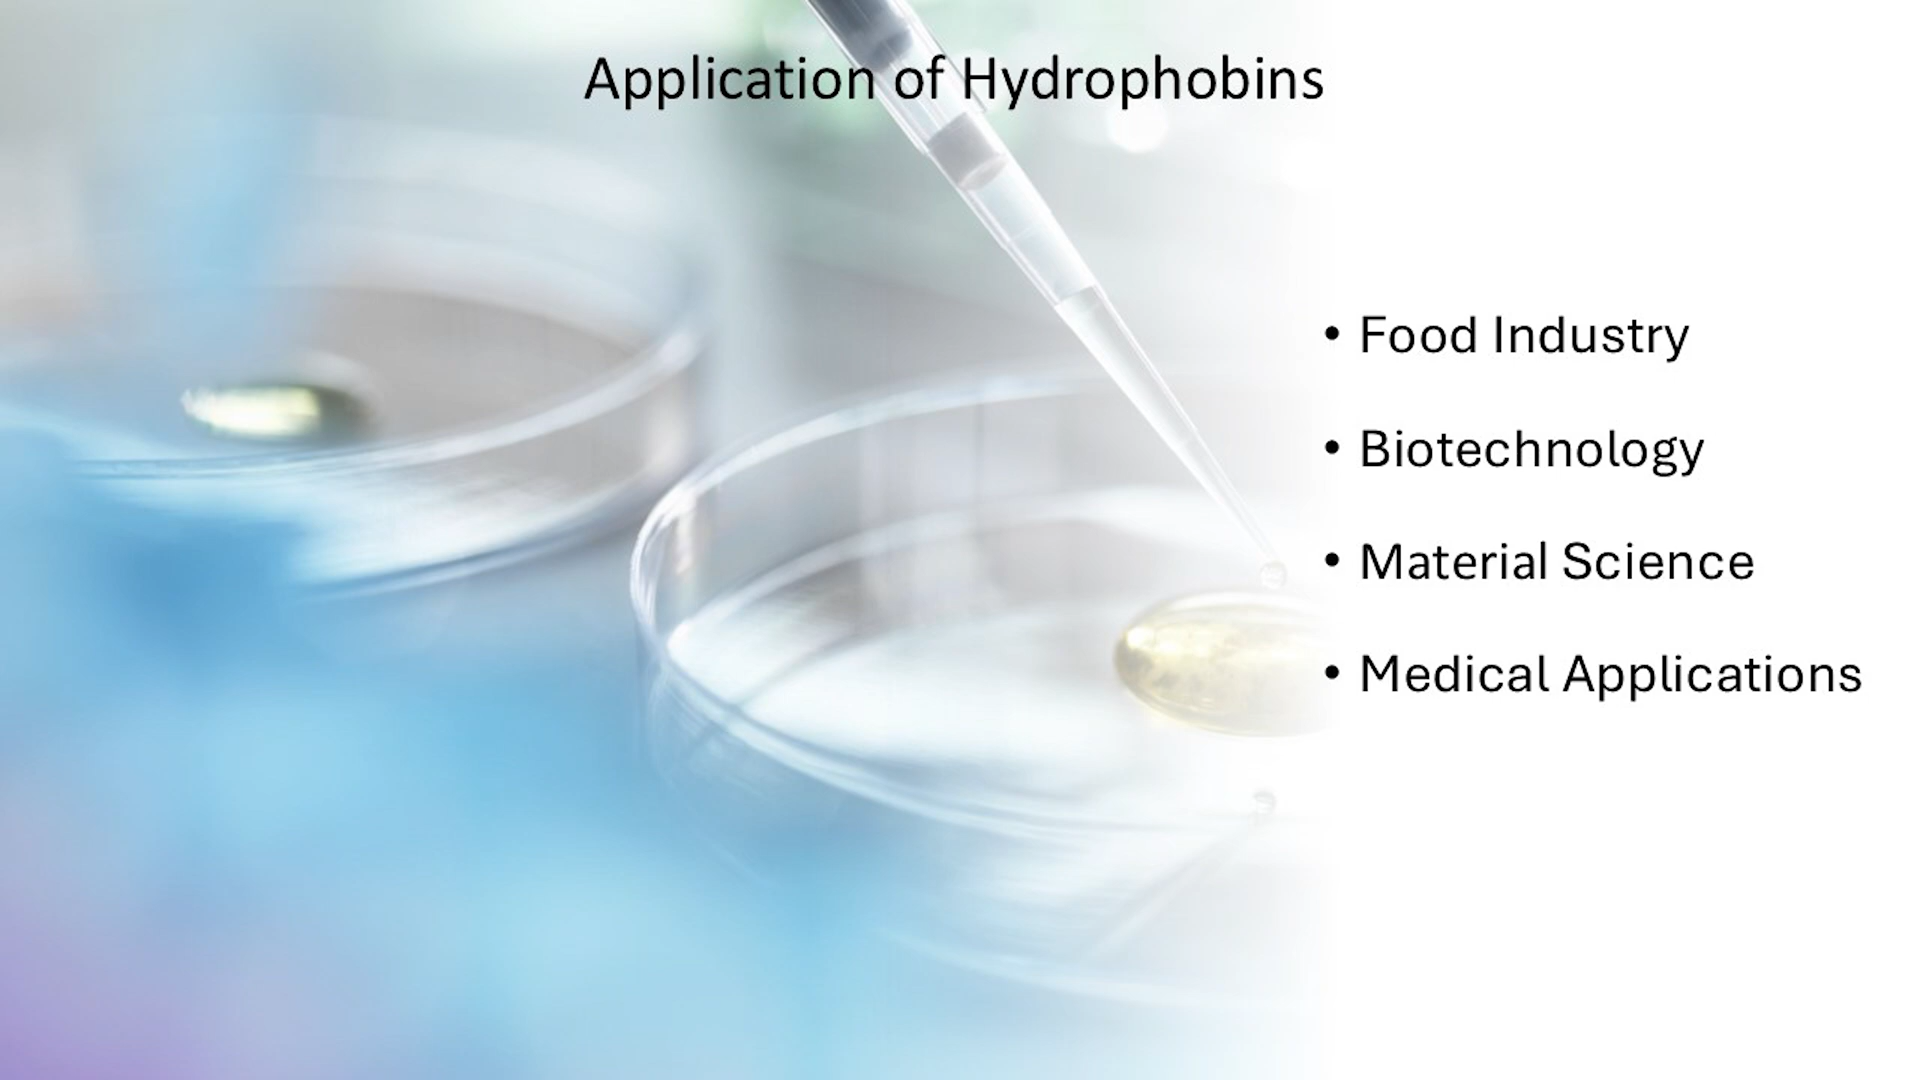 Application of Hydrophobins
• Food Industry
• Biotechnology
• Material Science
• Medical Applications